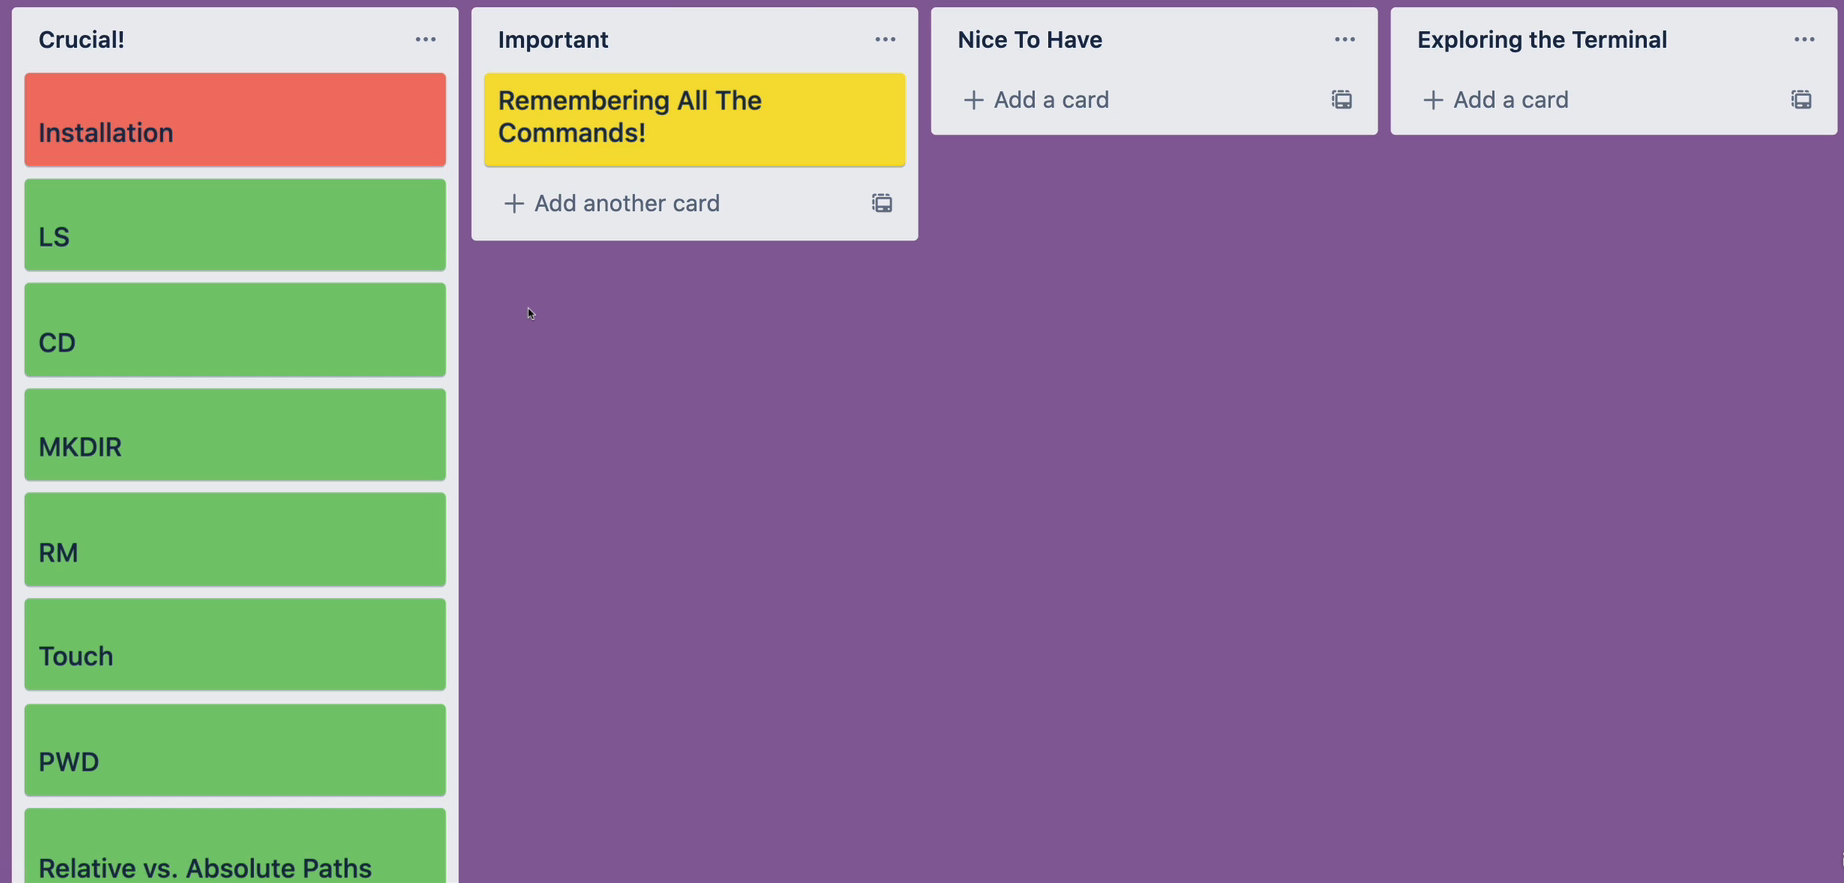 Crucial!
Installation
LS
CD
MKDIR
RM
Touch
PWD
Relative vs. Absolute Paths
Important
Remembering All The
Commands!
Add another card
Nice To Have
Add a card
Exploring the Terminal
Add a card